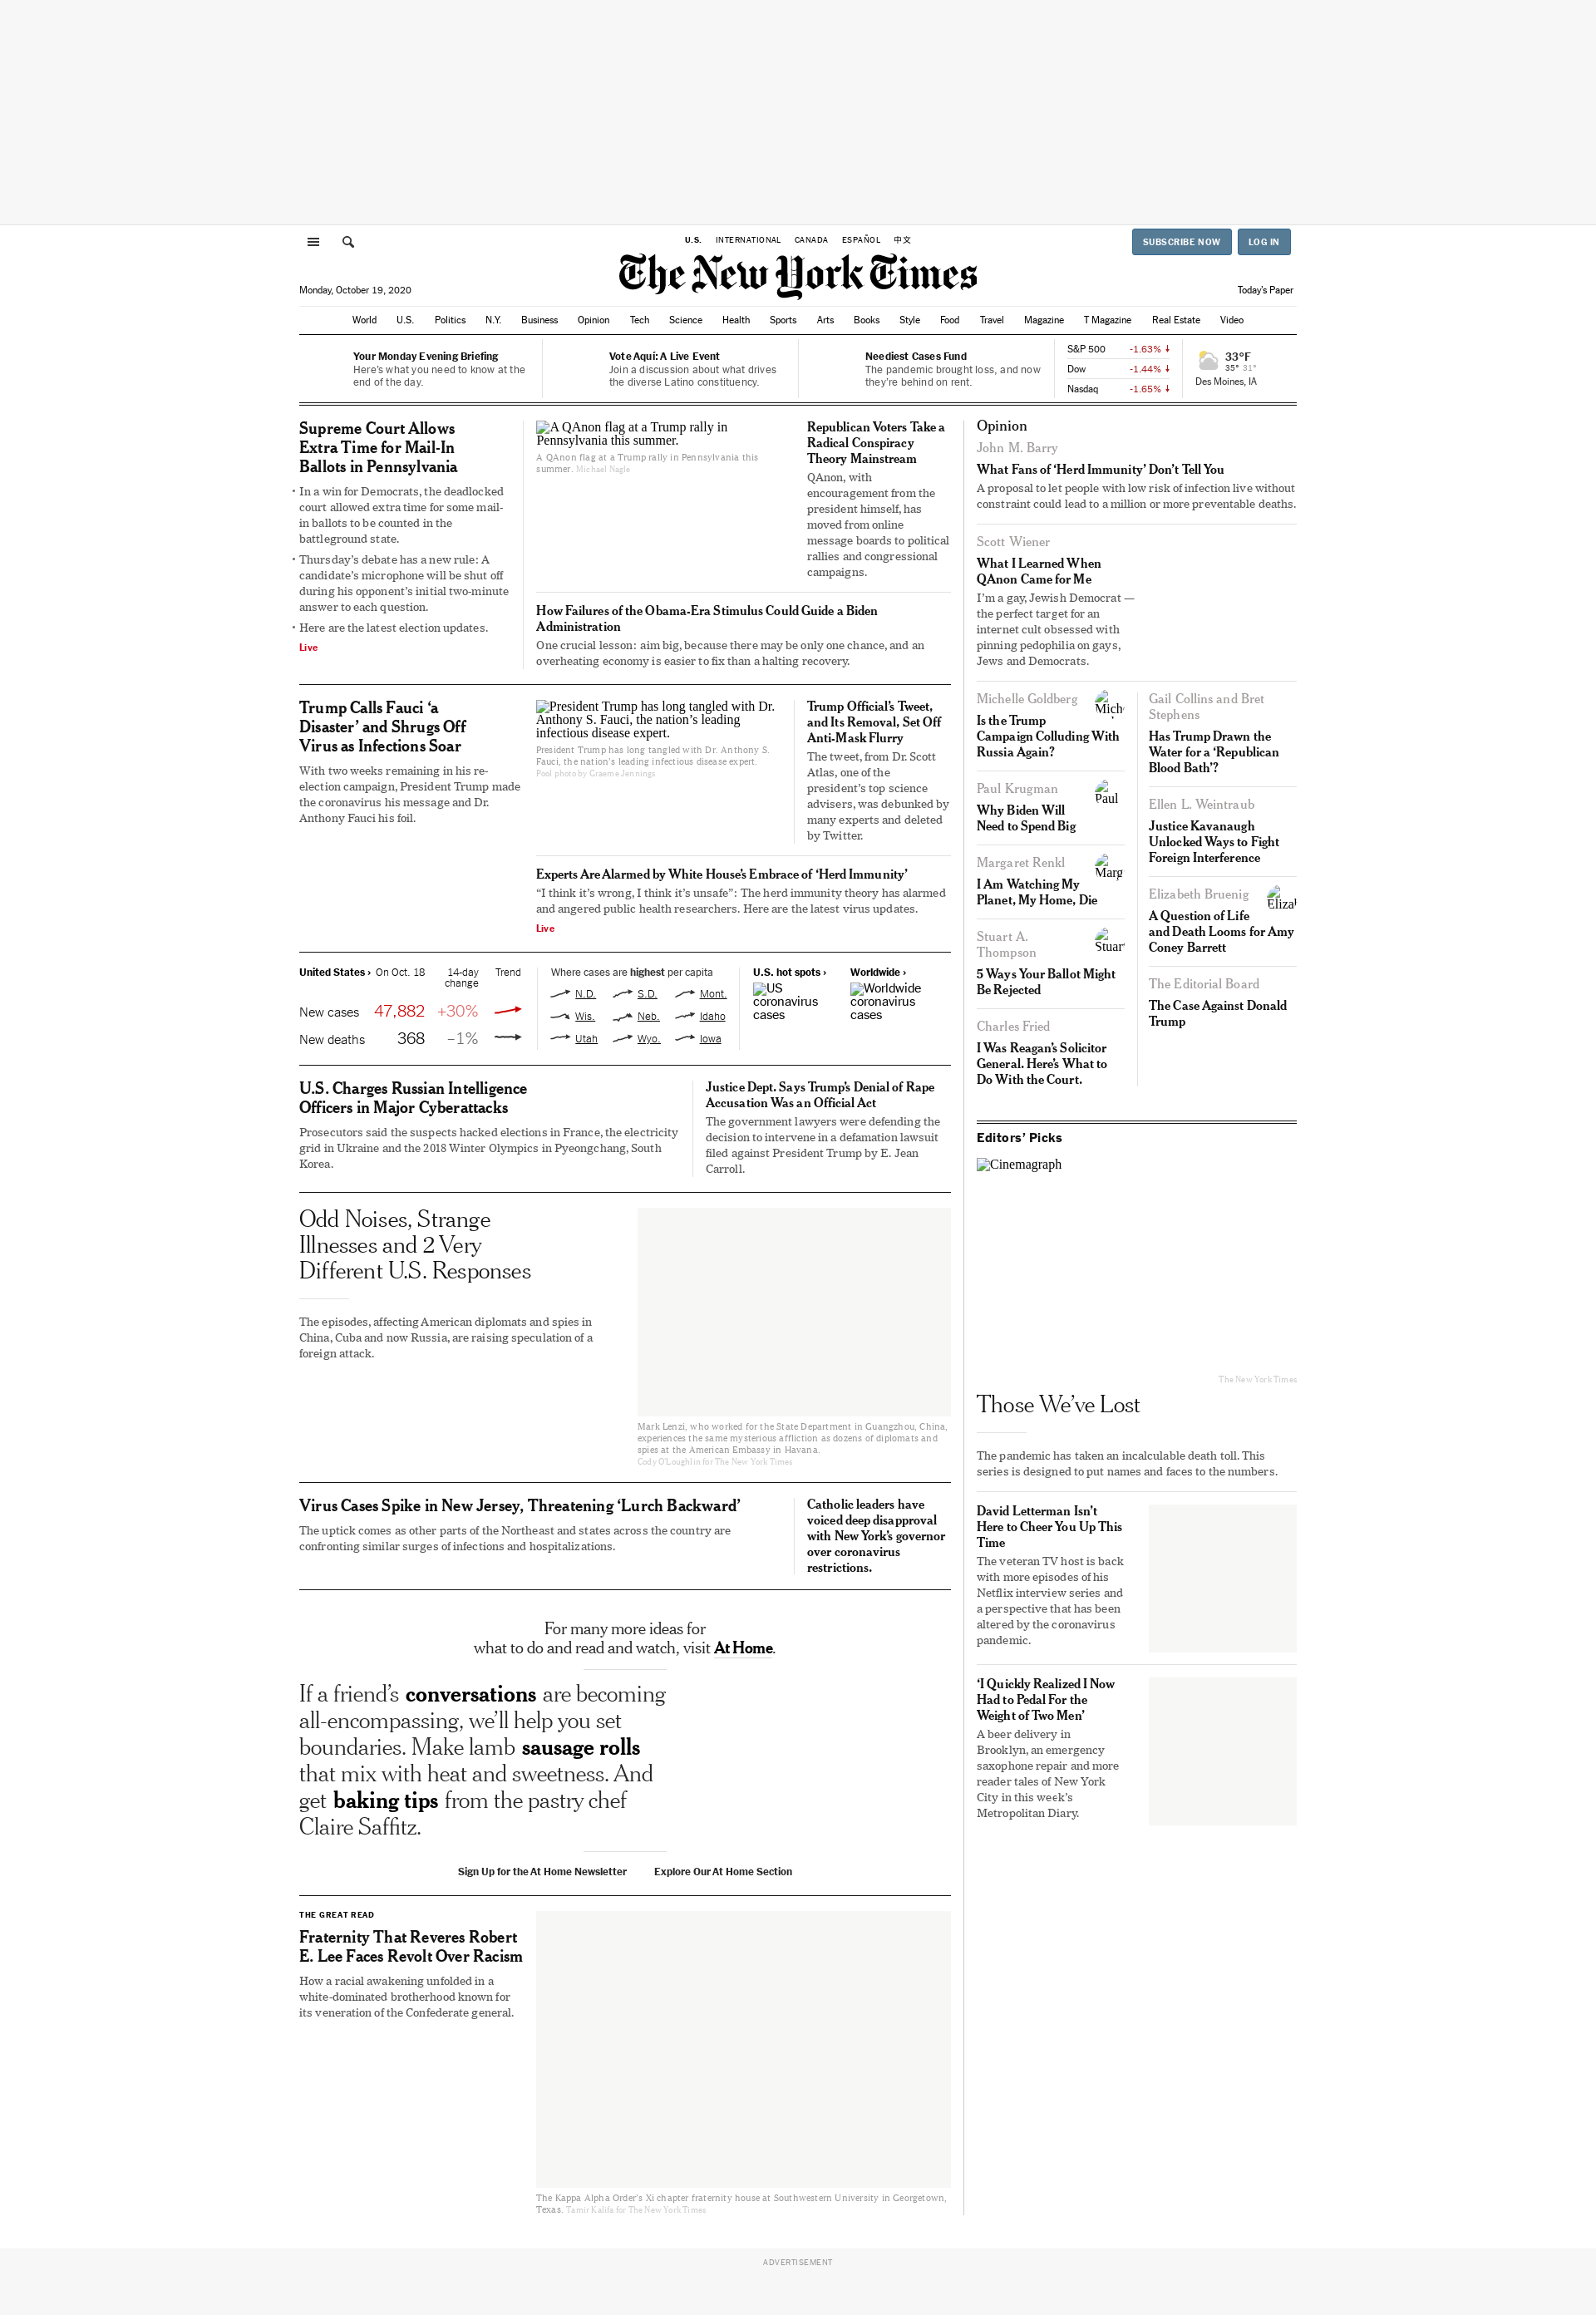 U.S. INTERNATIONAL CANADA ESPAÑOL 中文
SUBSCRIBE NOW LOG IN
The New York Times
Monday, October 19, 2020
Today's Paper
World U.S. Politics N.Y. Business Opinion Tech Science Health Sports Arts Books Style Food Travel Magazine T Magazine Real Estate Video
Your Monday Evening Briefing
Here's what you need to know at the
end of the day.
Vote Aquí: A Live Event
Join a discussion about what drives
the diverse Latino constituency.
Neediest Cases Fund
The pandemic brought loss, and now
they're behind on rent.
S&P 500 -1.63%
Dow -1.44%
Nasdaq -1.65%
33°F
35° 31°
Des Moines, IA
Supreme Court Allows
Extra Time for Mail-In
Ballots in Pennsylvania
• In a win for Democrats, the deadlocked
court allowed extra time for some mail-
in ballots to be counted in the
battleground state.
• Thursday's debate has a new rule: A
candidate's microphone will be shut off
during his opponent's initial two-minute
answer to each question.
• Here are the latest election updates.
Live
A QAnon flag at a Trump rally in
Pennsylvania this summer.
A QAnon flag at a Trump rally in Pennsylvania this
summer. Michael Nagle
Republican Voters Take a
Radical Conspiracy
Theory Mainstream
QAnon, with
encouragement from the
president himself, has
moved from online
message boards to political
rallies and congressional
campaigns.
How Failures of the Obama-Era Stimulus Could Guide a Biden
Administration
One crucial lesson: aim big, because there may be only one chance, and an
overheating economy is easier to fix than a halting recovery.
Trump Calls Fauci ‘a
Disaster’ and Shrugs Off
Virus as Infections Soar
With two weeks remaining in his re-
election campaign, President Trump made
the coronavirus his message and Dr.
Anthony Fauci his foil.
President Trump has long tangled with Dr.
Anthony S. Fauci, the nation’s leading
infectious disease expert.
President Trump has long tangled with Dr. Anthony S.
Fauci, the nation's leading infectious disease expert.
Pool photo by Graeme Jennings
Trump Official’s Tweet,
and Its Removal, Set Off
Anti-Mask Flurry
The tweet, from Dr. Scott
Atlas, one of the
president’s top science
advisers, was debunked by
many experts and deleted
by Twitter.
Experts Are Alarmed by White House’s Embrace of ‘Herd Immunity’
“I think it’s wrong, I think it’s unsafe”: The herd immunity theory has alarmed
and angered public health researchers. Here are the latest virus updates.
Live
United States › On Oct. 18 14-day Trend
change
New cases 47,882 +30%
New deaths 368 –1%
Where cases are highest per capita
N.D. S.D. Mont.
Wis. Neb. Idaho
Utah Wyo. Iowa
U.S. hot spots ›
US
coronavirus
cases
Worldwide ›
Worldwide
coronavirus
cases
U.S. Charges Russian Intelligence
Officers in Major Cyberattacks
Prosecutors said the suspects hacked elections in France, the electricity
grid in Ukraine and the 2018 Winter Olympics in Pyeongchang, South
Korea.
Justice Dept. Says Trump’s Denial of Rape
Accusation Was an Official Act
The government lawyers were defending the
decision to intervene in a defamation lawsuit
filed against President Trump by E. Jean
Carroll.
Odd Noises, Strange
Illnesses and 2 Very
Different U.S. Responses
The episodes, affecting American diplomats and spies in
China, Cuba and now Russia, are raising speculation of a
foreign attack.
Mark Lenzi, who worked for the State Department in Guangzhou, China,
experiences the same mysterious affliction as dozens of diplomats and
spies at the American Embassy in Havana.
Cody O'Loughlin for The New York Times
Virus Cases Spike in New Jersey, Threatening ‘Lurch Backward’
The uptick comes as other parts of the Northeast and states across the country are
confronting similar surges of infections and hospitalizations.
Catholic leaders have
voiced deep disapproval
with New York’s governor
over coronavirus
restrictions.
For many more ideas for
what to do and read and watch, visit At Home.
If a friend’s conversations are becoming
all-encompassing, we’ll help you set
boundaries. Make lamb sausage rolls
that mix with heat and sweetness. And
get baking tips from the pastry chef
Claire Saffitz.
Sign Up for the At Home Newsletter Explore Our At Home Section
THE GREAT READ
Fraternity That Reveres Robert
E. Lee Faces Revolt Over Racism
How a racial awakening unfolded in a
white-dominated brotherhood known for
its veneration of the Confederate general.
The Kappa Alpha Order's Xi chapter fraternity house at Southwestern University in Georgetown,
Texas. Tamir Kalifa for The New York Times
Opinion
John M. Barry
What Fans of ‘Herd Immunity’ Don’t Tell You
A proposal to let people with low risk of infection live without
constraint could lead to a million or more preventable deaths.
Scott Wiener
What I Learned When
QAnon Came for Me
I’m a gay, Jewish Democrat —
the perfect target for an
internet cult obsessed with
pinning pedophilia on gays,
Jews and Democrats.
Michelle Goldberg
Is the Trump
Campaign Colluding With
Russia Again?
Paul Krugman
Paul
Why Biden Will
Need to Spend Big
Margaret Renkl
I Am Watching My
Planet, My Home, Die
Stuart A.
Thompson
Stuart
5 Ways Your Ballot Might
Be Rejected
Charles Fried
I Was Reagan’s Solicitor
General. Here’s What to
Do With the Court.
Gail Collins and Bret
Stephens
Has Trump Drawn the
Water for a ‘Republican
Blood Bath’?
Ellen L. Weintraub
Justice Kavanaugh
Unlocked Ways to Fight
Foreign Interference
Elizabeth Bruenig
A Question of Life
and Death Looms for Amy
Coney Barrett
The Editorial Board
The Case Against Donald
Trump
Editors’ Picks
Cinemagraph
The New York Times
Those We’ve Lost
The pandemic has taken an incalculable death toll. This
series is designed to put names and faces to the numbers.
David Letterman Isn’t
Here to Cheer You Up This
Time
The veteran TV host is back
with more episodes of his
Netflix interview series and
a perspective that has been
altered by the coronavirus
pandemic.
‘I Quickly Realized I Now
Had to Pedal For the
Weight of Two Men’
A beer delivery in
Brooklyn, an emergency
saxophone repair and more
reader tales of New York
City in this week’s
Metropolitan Diary.
ADVERTISEMENT